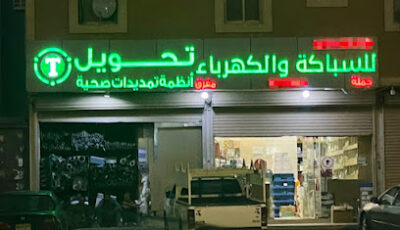 تحويل للسباكة والكهرباء
أنظمة تمديدات صحية مفرق جملة
T